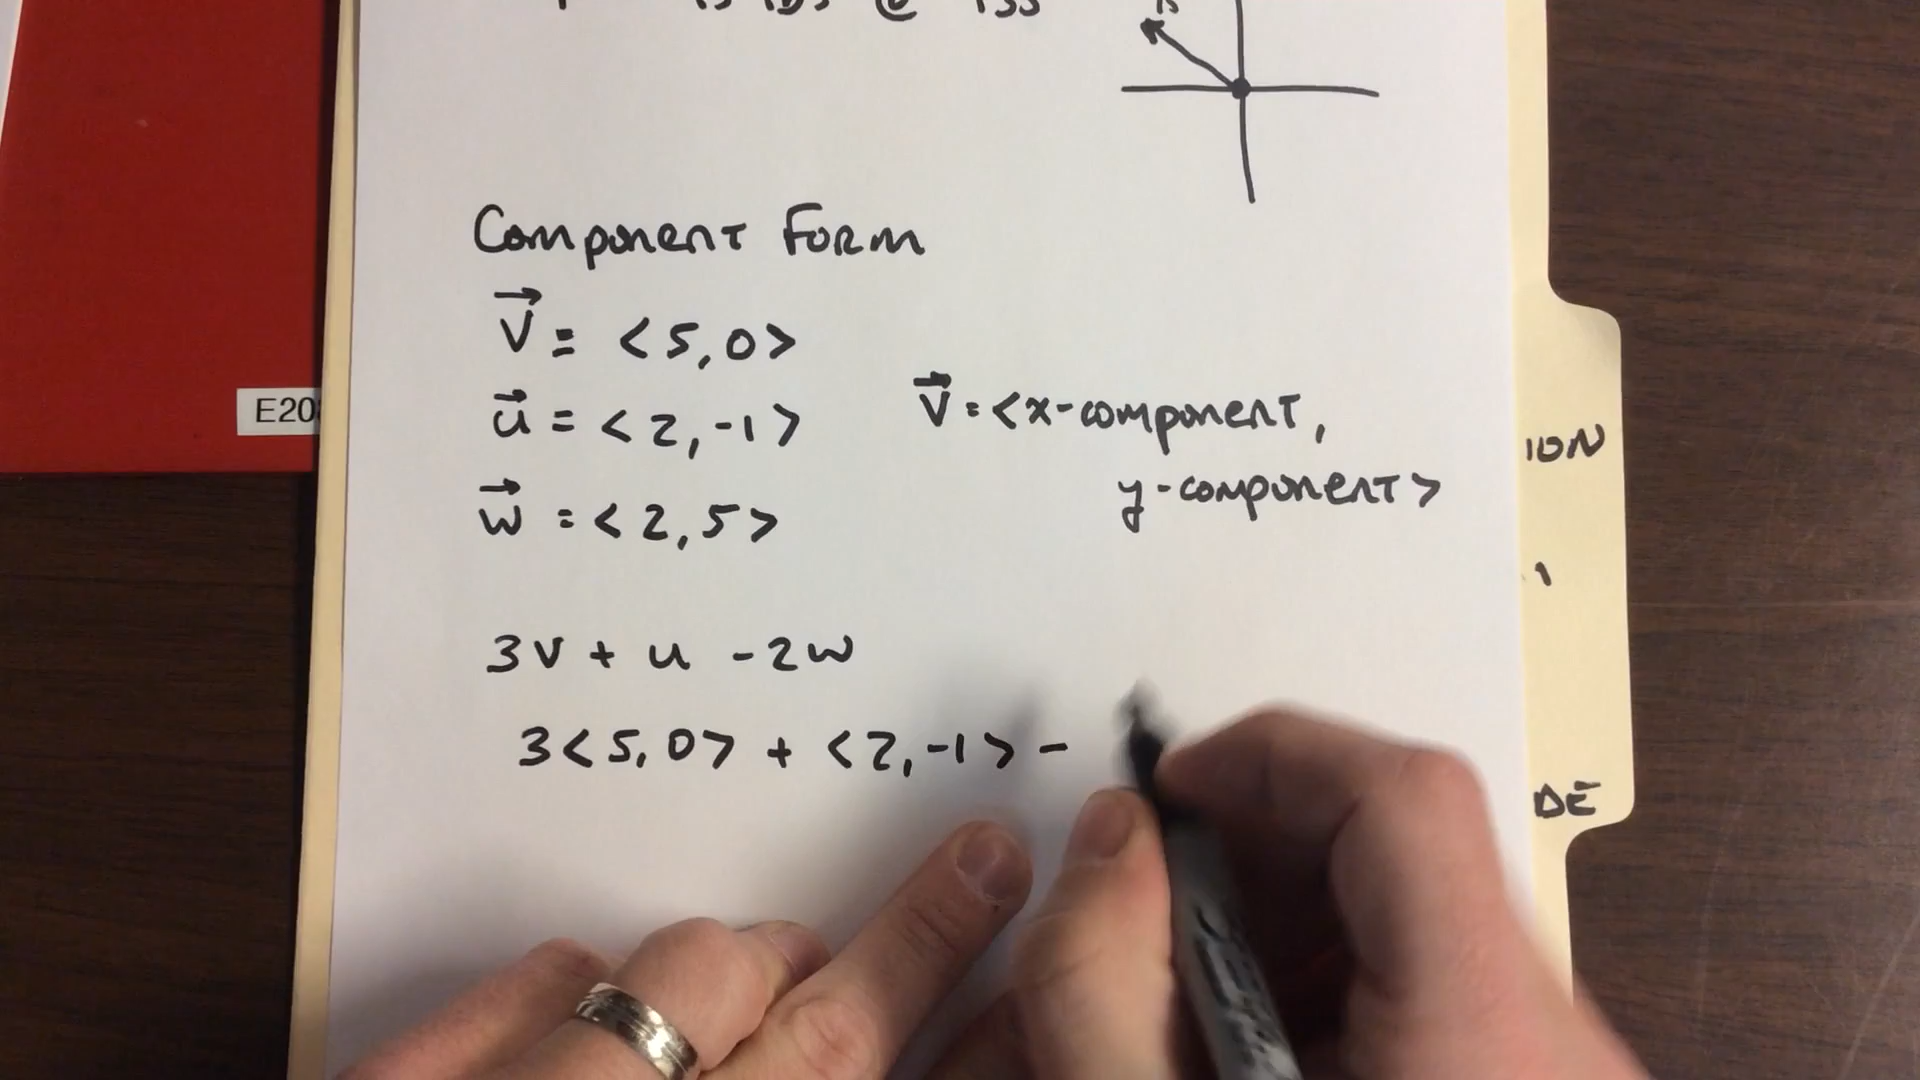 Component Form
V = <5,0>
u = <2,-1>
V = <x-component,
y-component>
w = <2,5>
3v + u - 2w
3<5,0> + <2,-1> -
E20
ION
DE